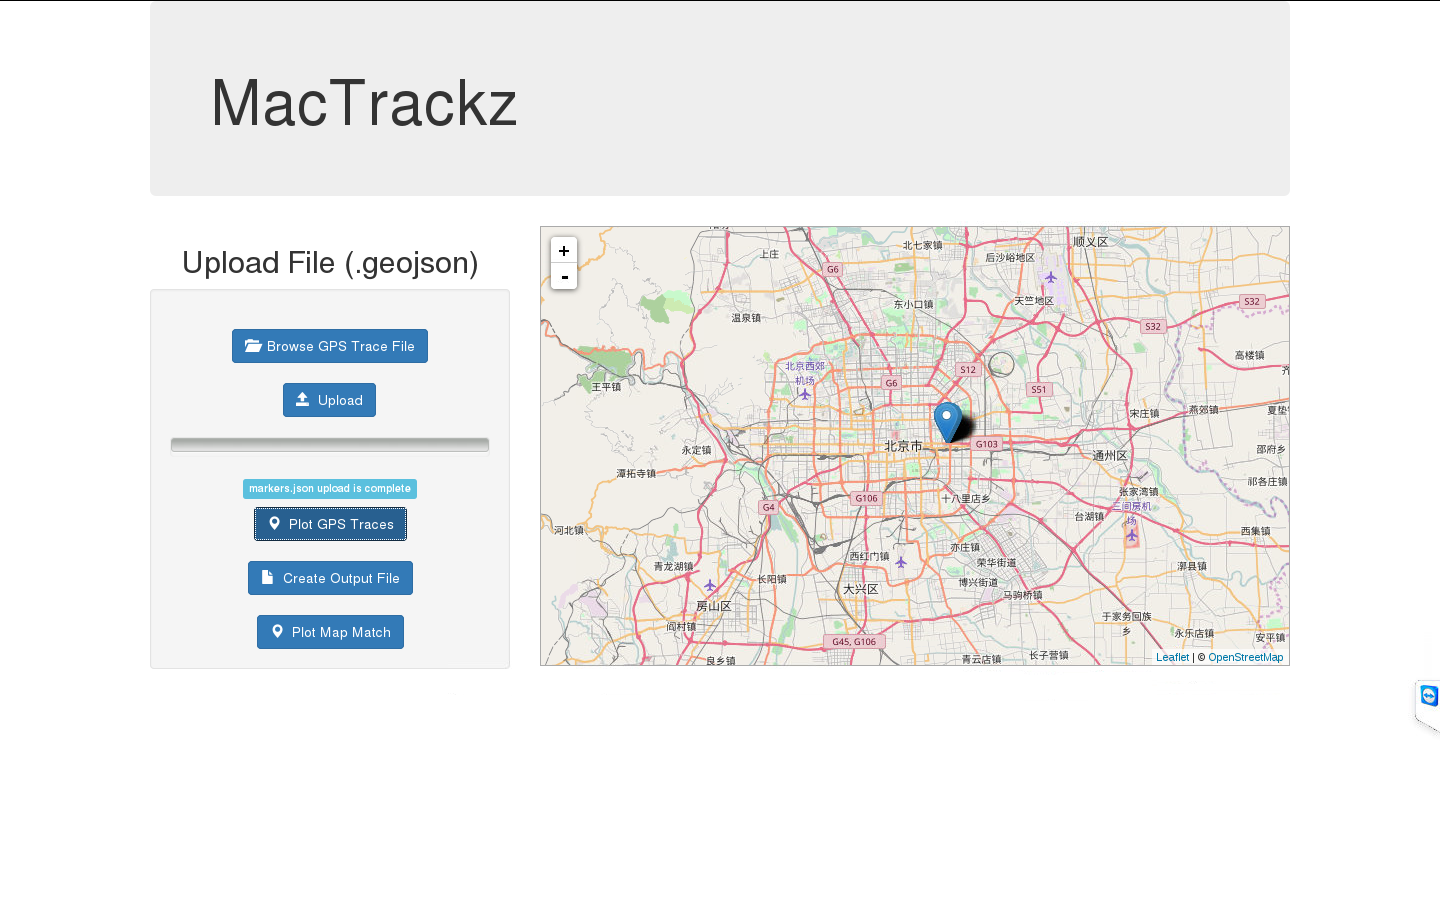 MacTrackz
Upload File (.geojson)
Browse GPS Trace File
Upload
markers.json upload is complete
Plot GPS Traces
Create Output File
Plot Map Match
+
-
上庄
北七家镇
顺义区
后沙峪地区
G6
天竺地区
S32
东小口镇
温泉镇
S32
高楼镇
北京西郊
机场
S12
王平镇
G6
S51
宋庄镇
燕郊镇
北京市
G103
永定镇
通州区
邵府乡
潭拓寺镇
祁各庄镇
G106
十八里店乡
张家湾镇
G4
台湖镇
三间房机
场
河北镇
西集镇
亦庄镇
西红门镇
青龙湖镇
荣华街道
漷县镇
长阳镇
博兴街道
大兴区
马驹桥镇
房山区
于家务回族
乡
阎村镇
永乐店镇
安平镇
G45, G106
良乡镇
青云店镇
长子营镇
Leaflet | © OpenStreetMap